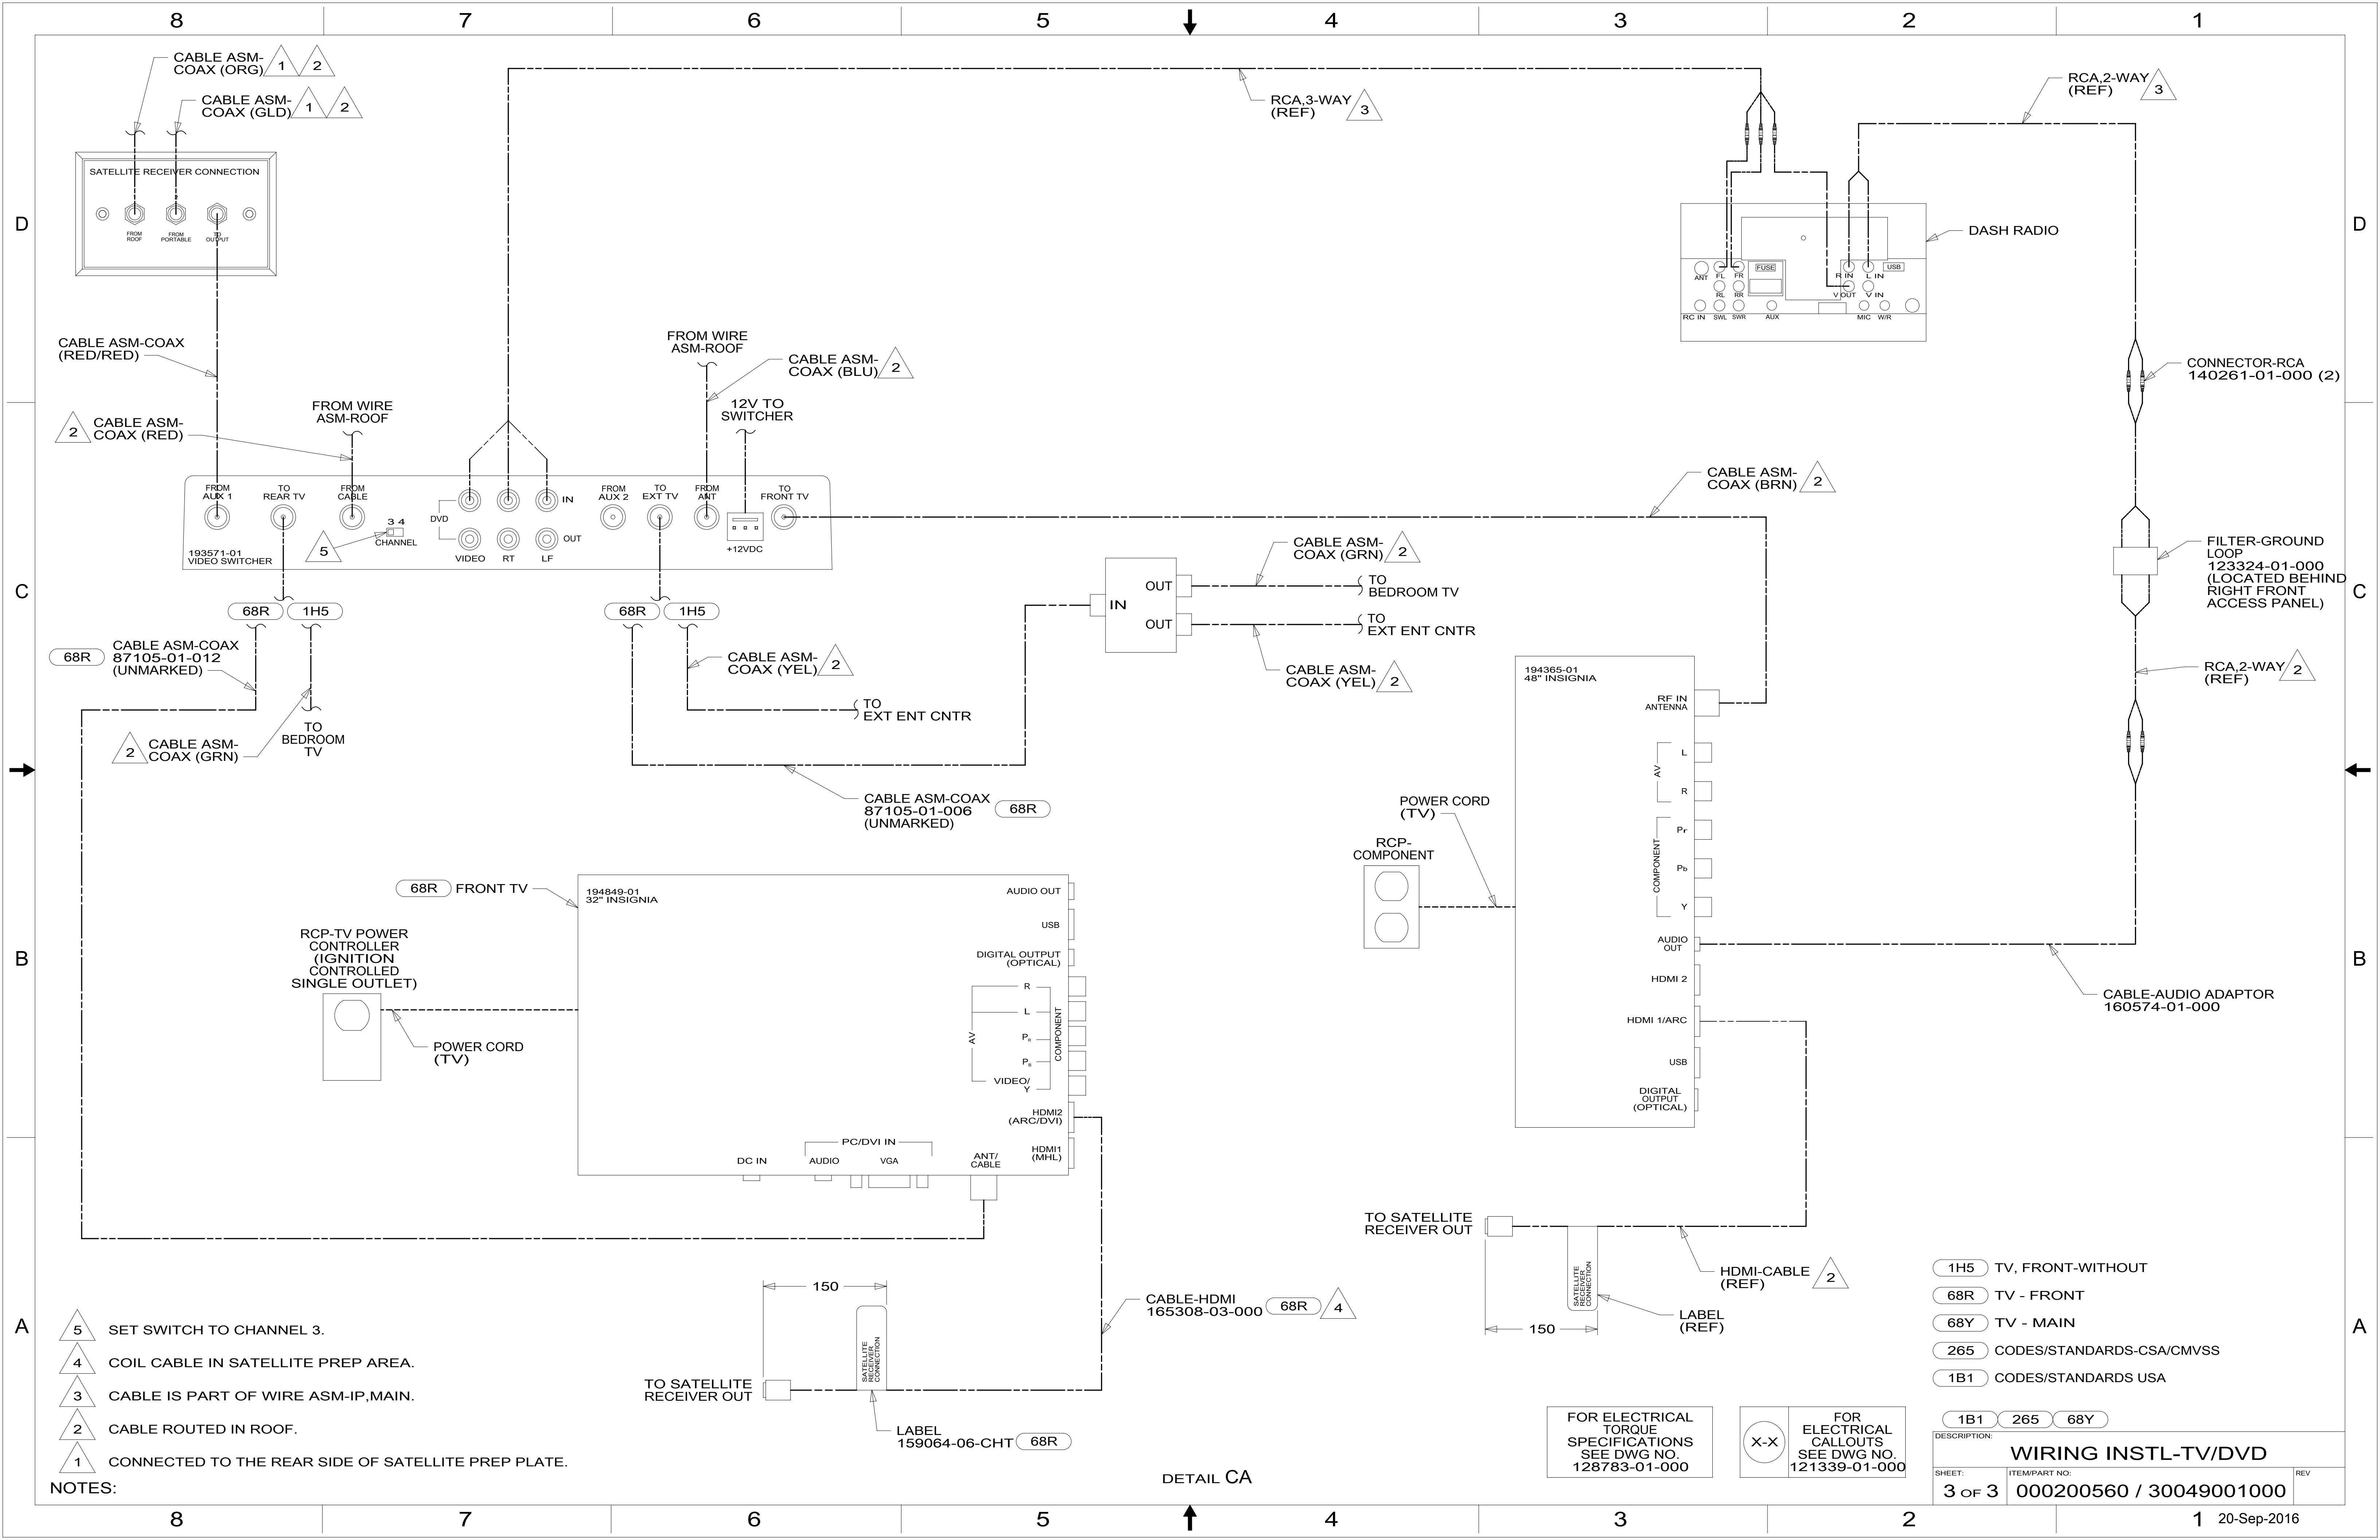 8 7 6 5 4 3 2 1
CABLE ASM-
COAX (ORG) 1 2
CABLE ASM-
COAX (GLD) 1 2
SATELLITE RECEIVER CONNECTION
FROM
ROOF
FROM
PORTABLE
TO
OUTPUT
RCA,3-WAY
(REF) 3
RCA,2-WAY
(REF) 3
D
D
DASH RADIO
ANT FL FR FUSE R IN L IN USB
RL RR V OUT V IN
RC IN SWL SWR AUX MIC W/R
CABLE ASM-COAX
(RED/RED)
FROM WIRE
ASM-ROOF
CABLE ASM-
COAX (BLU) 2
12V TO
SWITCHER
CONNECTOR-RCA
140261-01-000 (2)
2 CABLE ASM-
COAX (RED)
FROM WIRE
ASM-ROOF
FROM
AUX 1
TO
REAR TV
FROM
CABLE
3 4
CHANNEL
5
DVD
IN
OUT
VIDEO RT LF
FROM
AUX 2
TO
EXT TV
FROM
ANT
+12VDC
TO
FRONT TV
193571-01
VIDEO SWITCHER
CABLE ASM-
COAX (BRN) 2
C
C
68R 1H5
68R 1H5
68R CABLE ASM-COAX
87105-01-012
(UNMARKED)
2 CABLE ASM-
COAX (GRN)
TO
BEDROOM
TV
CABLE ASM-
COAX (YEL) 2
TO
EXT ENT CNTR
CABLE ASM-COAX
87105-01-006
(UNMARKED)
68R
IN
OUT
OUT
CABLE ASM-
COAX (GRN) 2
TO
BEDROOM TV
TO
EXT ENT CNTR
CABLE ASM-
COAX (YEL) 2
FILTER-GROUND
LOOP
123324-01-000
(LOCATED BEHIND
RIGHT FRONT
ACCESS PANEL)
RCA,2-WAY
(REF) 2
194365-01
48" INSIGNIA
RF IN
ANTENNA
AV
L
R
COMPONENT
Pr
Pb
Y
AUDIO
OUT
HDMI 2
HDMI 1/ARC
USB
DIGITAL
OUTPUT
(OPTICAL)
POWER CORD
(TV)
RCP-
COMPONENT
CABLE-AUDIO ADAPTOR
160574-01-000
B
B
68R FRONT TV
RCP-TV POWER
CONTROLLER
(IGNITION
CONTROLLED
SINGLE OUTLET)
POWER CORD
(TV)
194849-01
32" INSIGNIA
AUDIO OUT
USB
DIGITAL OUTPUT
(OPTICAL)
AV
R
L
PR
PB
VIDEO/
Y
COMPONENT
HDMI2
(ARC/DVI)
HDMI1
(MHL)
DC IN
PC/DVI IN
AUDIO VGA
ANT/
CABLE
TO SATELLITE
RECEIVER OUT
150
SATELLITE
RECEIVER
CONNECTION
LABEL
159064-06-CHT 68R
CABLE-HDMI
165308-03-000 68R 4
TO SATELLITE
RECEIVER OUT
150
SATELLITE
RECEIVER
CONNECTION
HDMI-CABLE
(REF) 2
LABEL
(REF)
A
A
5 SET SWITCH TO CHANNEL 3.
4 COIL CABLE IN SATELLITE PREP AREA.
3 CABLE IS PART OF WIRE ASM-IP,MAIN.
2 CABLE ROUTED IN ROOF.
1 CONNECTED TO THE REAR SIDE OF SATELLITE PREP PLATE.
NOTES:
DETAIL CA
1H5 TV, FRONT-WITHOUT
68R TV - FRONT
68Y TV - MAIN
265 CODES/STANDARDS-CSA/CMVSS
1B1 CODES/STANDARDS USA
FOR ELECTRICAL
TORQUE
SPECIFICATIONS
SEE DWG NO.
128783-01-000
X-X
FOR
ELECTRICAL
CALLOUTS
SEE DWG NO.
121339-01-000
1B1 265 68Y
DESCRIPTION:
WIRING INSTL-TV/DVD
SHEET: ITEM/PART NO: REV
3 OF 3 000200560 / 30049001000
8 7 6 5 4 3 2 1
20-Sep-2016